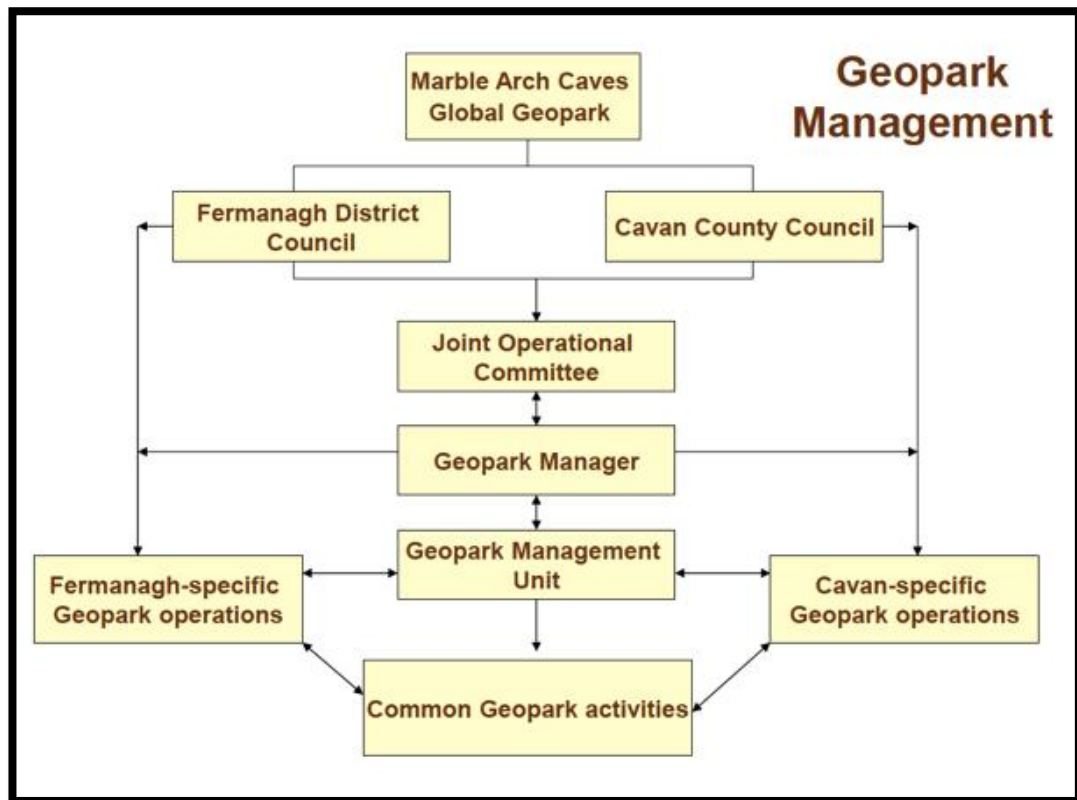 Geopark
Management
Marble Arch Caves
Global Geopark
Fermanagh District
Council
Cavan County Council
Joint Operational
Committee
Geopark Manager
Geopark Management
Unit
Fermanagh-specific
Geopark operations
Cavan-specific
Geopark operations
Common Geopark activities